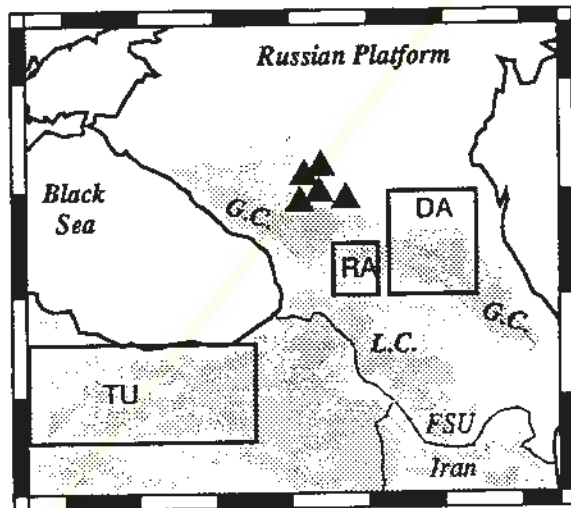 Russian Platform
Black
Sea
G.C.
DA
RA
G.C.
L.C.
TU
FSU
Iran